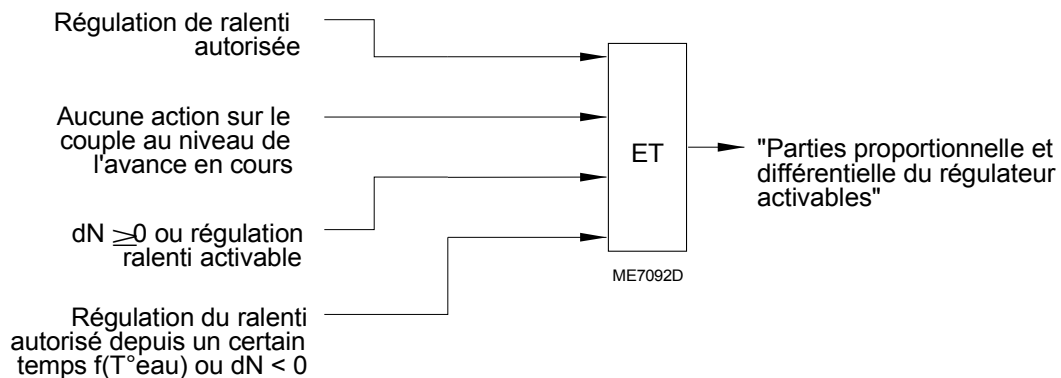 Régulation de ralenti
autorisée
Aucune action sur le
couple au niveau de
l'avance en cours
dN ≥0 ou régulation
ralenti activable
Régulation du ralenti
autorisé depuis un certain
temps f(T°eau) ou dN < 0
ET
ME7092D
"Parties proportionnelle et
différentielle du régulateur
activables"